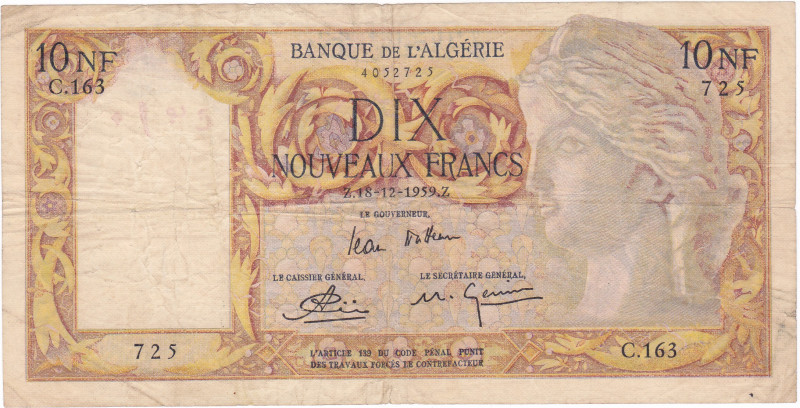 10 NF
C.163
BANQUE DE L'ALGÉRIE
4052725
10 NF
725
DIX
NOUVEAUX FRANCS
Z.18-12-1959.Z
LE GOUVERNEUR,
LE CAISSIER GÉNÉRAL,
LE SECRÉTAIRE GÉNÉRAL,
725
C.163
L'ARTICLE 139 DU CODE PÉNAL PUNIT
DES TRAVAUX FORCÉS LE CONTREFACTEUR